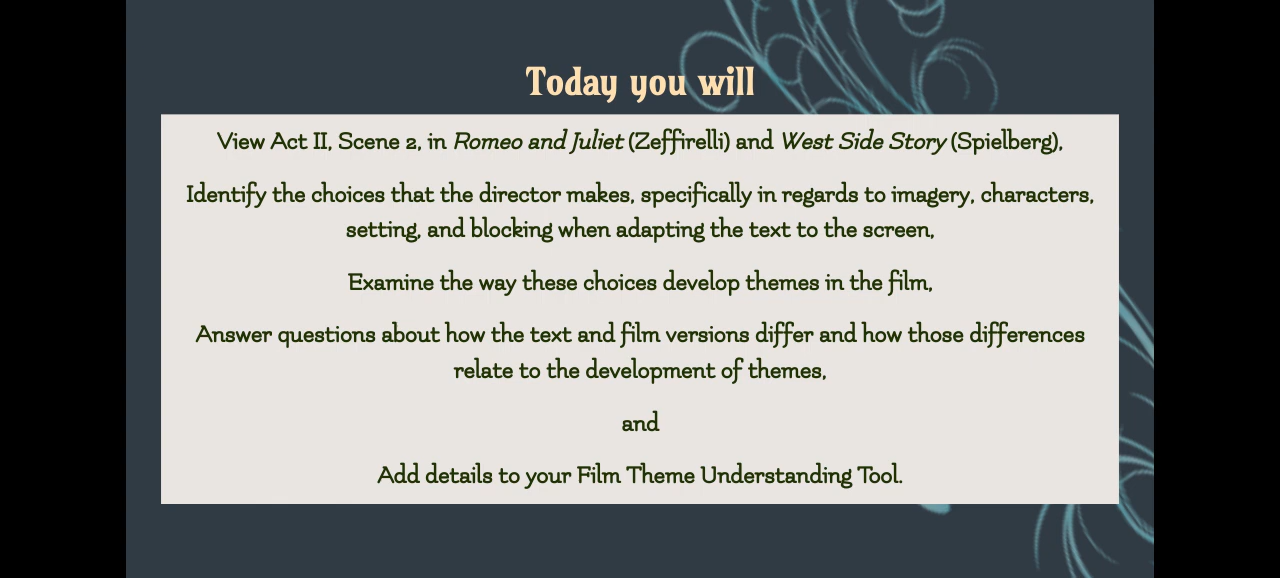 Today you will
View Act II, Scene 2, in Romeo and Juliet (Zeffirelli) and West Side Story (Spielberg),
Identify the choices that the director makes, specifically in regards to imagery, characters,
setting, and blocking when adapting the text to the screen,
Examine the way these choices develop themes in the film,
Answer questions about how the text and film versions differ and how those differences
relate to the development of themes,
and
Add details to your Film Theme Understanding Tool.